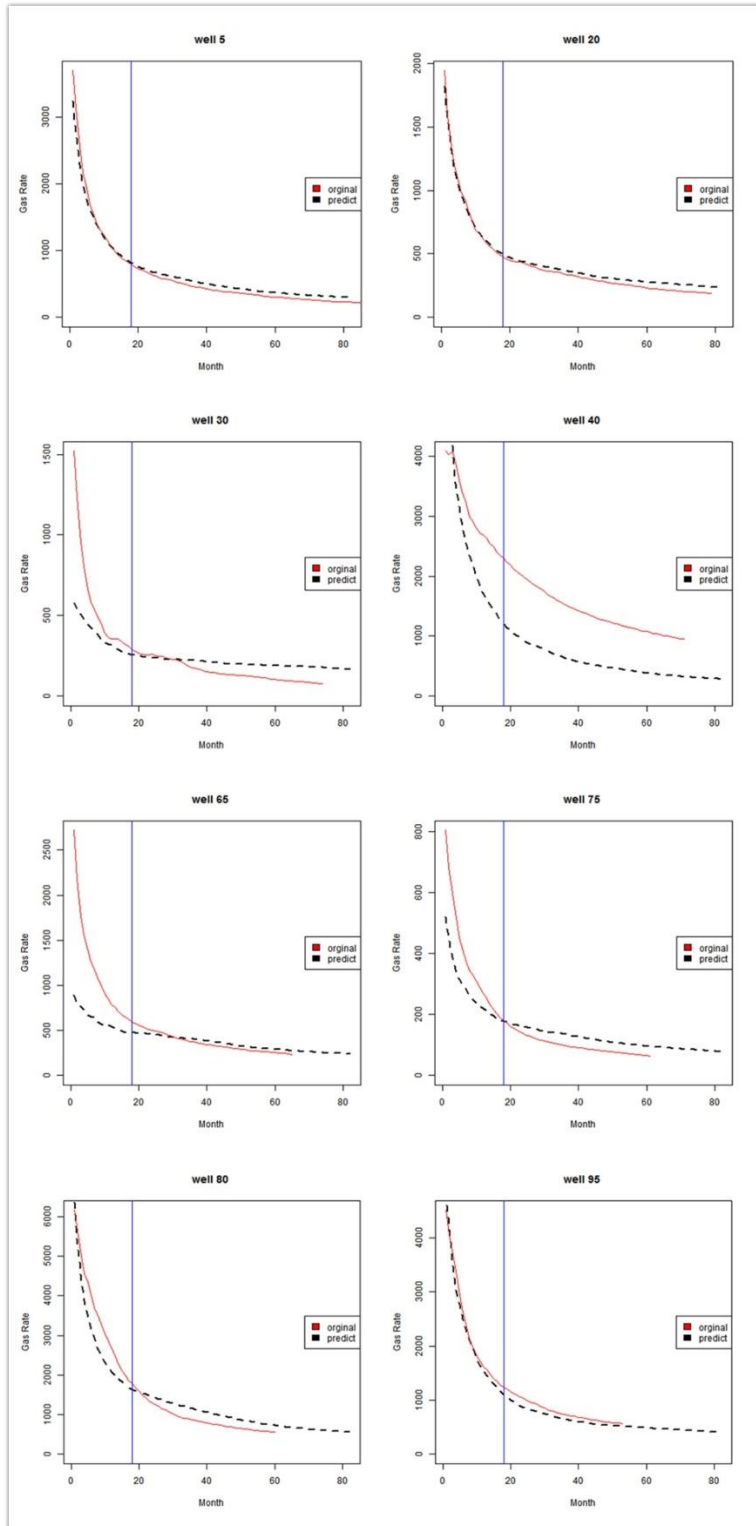 well 5
well 20
3000
2000
1000
0
Gas Rate
orginal
predict
0 20 40 60 80
Month
2000
1500
1000
500
0
Gas Rate
orginal
predict
0 20 40 60 80
Month
well 30
well 40
1500
1000
500
0
Gas Rate
orginal
predict
0 20 40 60 80
Month
4000
3000
2000
1000
0
Gas Rate
orginal
predict
0 20 40 60 80
Month
well 65
well 75
2500
2000
1500
1000
500
0
Gas Rate
orginal
predict
0 20 40 60 80
Month
800
600
400
200
0
Gas Rate
orginal
predict
0 20 40 60 80
Month
well 80
well 95
6000
5000
4000
3000
2000
1000
0
Gas Rate
orginal
predict
0 20 40 60 80
Month
4000
3000
2000
1000
0
Gas Rate
orginal
predict
0 20 40 60 80
Month